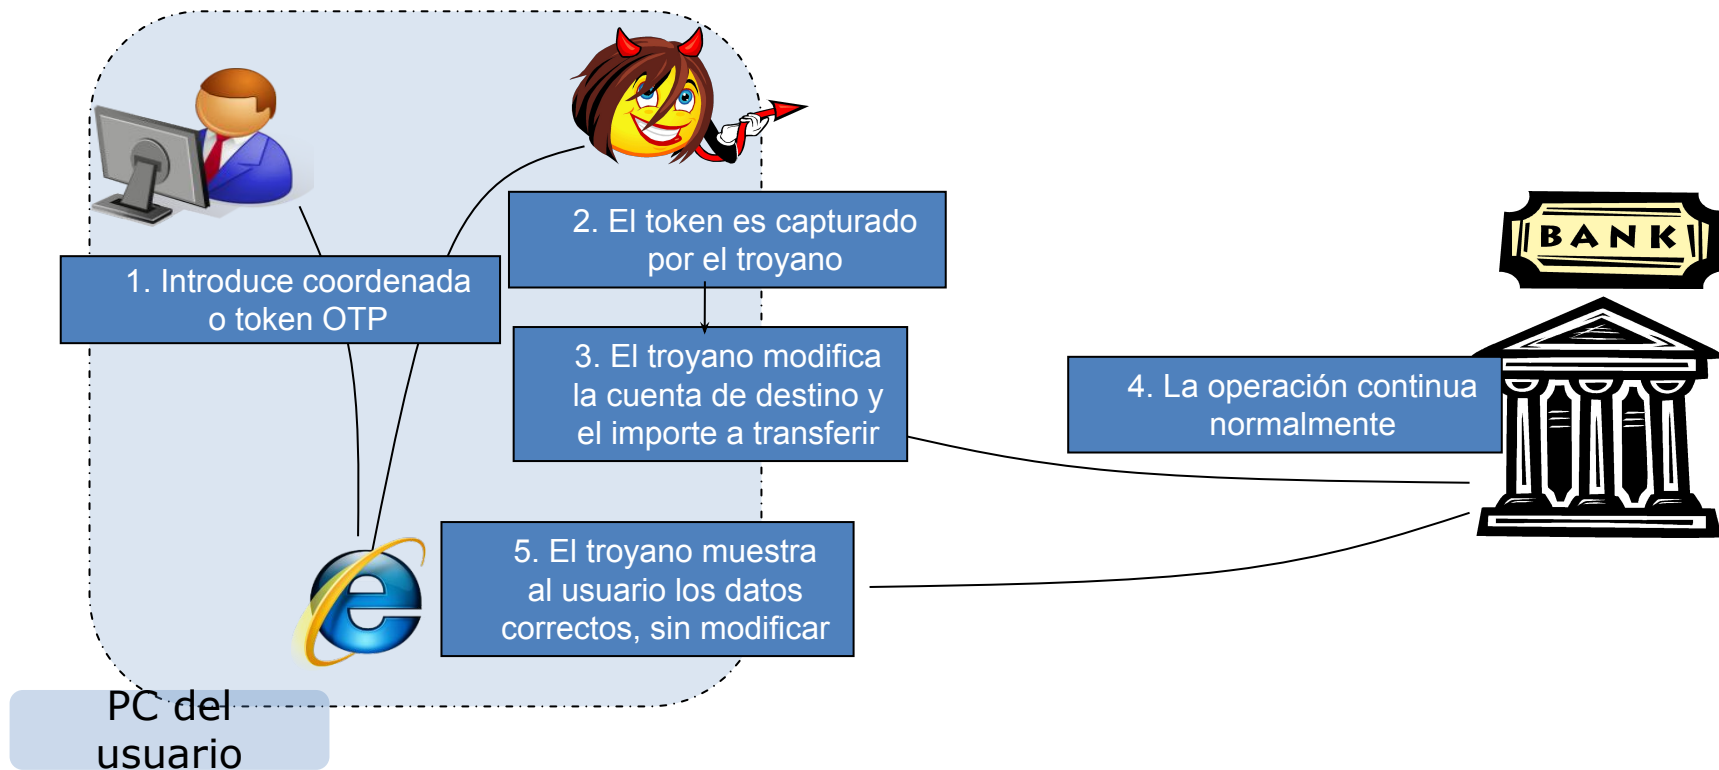 BANK
1. Introduce coordenada
o token OTP
2. El token es capturado
por el troyano
3. El troyano modifica
la cuenta de destino y
el importe a transferir
4. La operación continua
normalmente
5. El troyano muestra
al usuario los datos
correctos, sin modificar
PC del
usuario